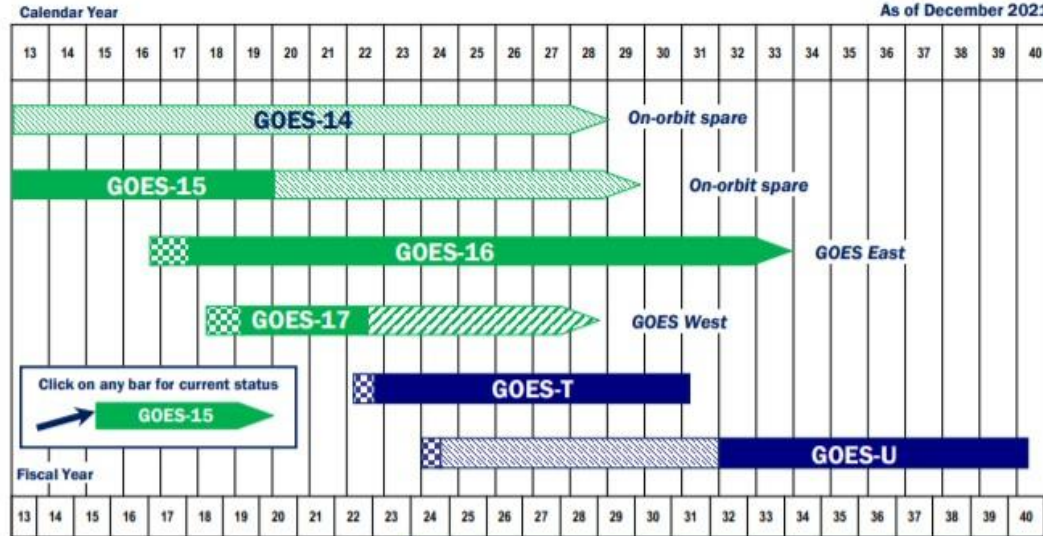 Calendar Year
As of December 2021
13 14 15 16 17 18 19 20 21 22 23 24 25 26 27 28 29 30 31 32 33 34 35 36 37 38 39 40
GOES-14
On-orbit spare
GOES-15
On-orbit spare
GOES-16
GOES East
GOES-17
GOES West
Click on any bar for current status
GOES-15
GOES-T
GOES-U
Fiscal Year
13 14 15 16 17 18 19 20 21 22 24 25 26 27 28 29 30 31 32 33 34 35 36 37 38 39 40